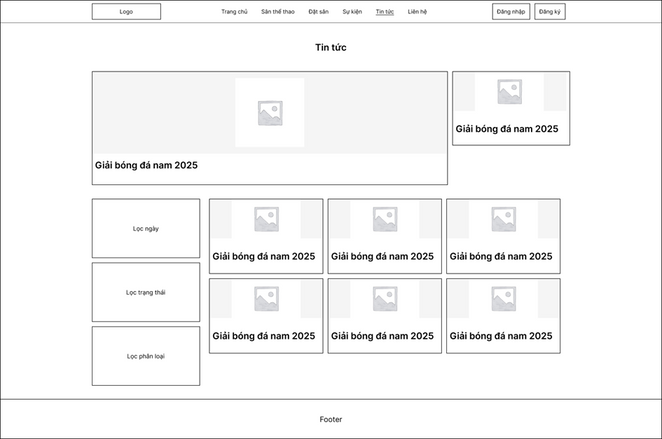 Logo
Trang chủ
Sân thể thao
Đặt sân
Sự kiện
Tin tức
Liên hệ
Đăng nhập
Đăng ký
Tin tức
Giải bóng đá nam 2025
Giải bóng đá nam 2025
Lọc ngày
Lọc trạng thái
Lọc phân loại
Giải bóng đá nam 2025
Giải bóng đá nam 2025
Giải bóng đá nam 2025
Giải bóng đá nam 2025
Giải bóng đá nam 2025
Giải bóng đá nam 2025
Footer